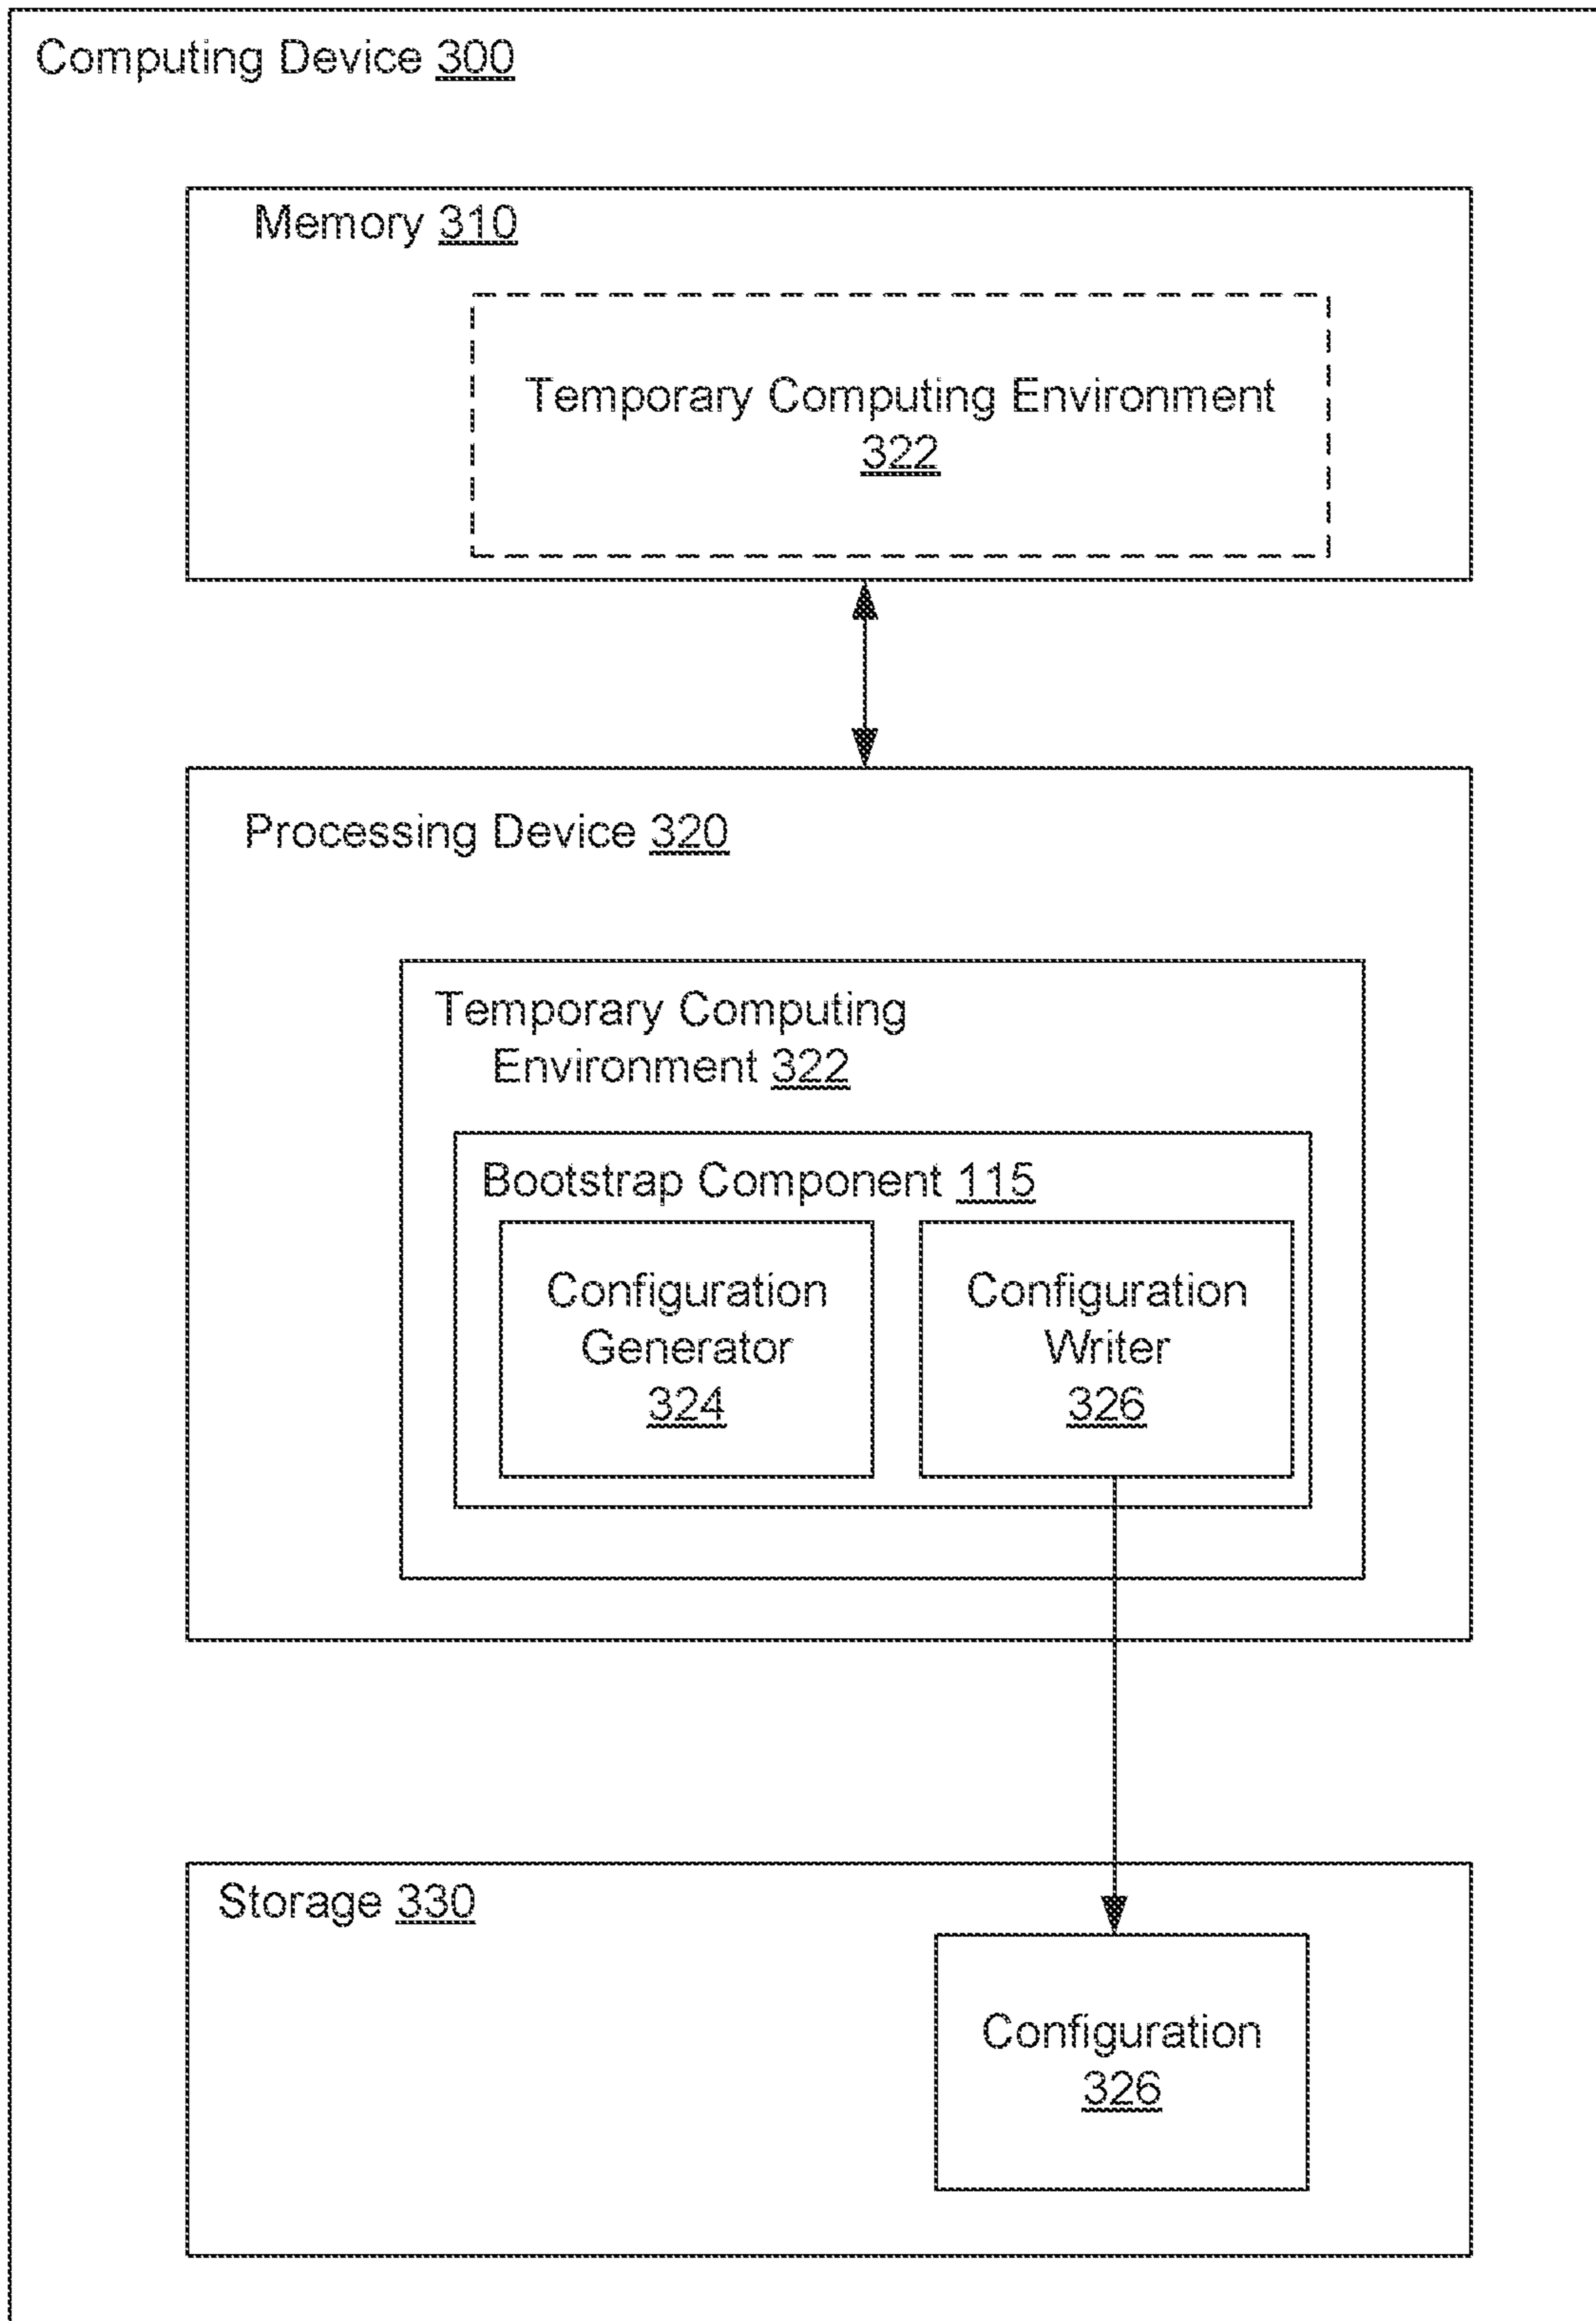 Computing Device 300
Memory 310
Temporary Computing Environment
322
Processing Device 320
Temporary Computing
Environment 322
Bootstrap Component 115
Configuration
Generator
324
Configuration
Writer
326
Storage 330
Configuration
326